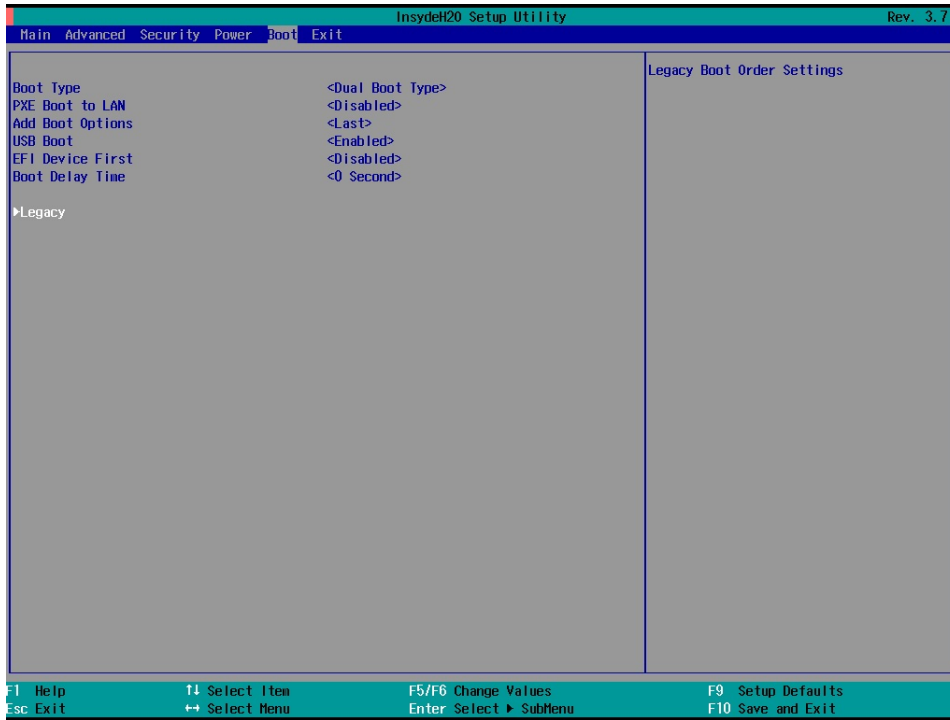 InsydeH20 Setup Utility Rev. 3.7
Main Advanced Security Power Boot Exit
Legacy Boot Order Settings
Boot Type <Dual Boot Type>
PXE Boot to LAN <Disabled>
Add Boot Options <Last>
USB Boot <Enabled>
EFI Device First <Disabled>
Boot Delay Time <0 Second>
▶Legacy
F1 Help ↑↓ Select Item F5/F6 Change Values F9 Setup Defaults
Esc Exit ←→ Select Menu Enter Select ▶ SubMenu F10 Save and Exit